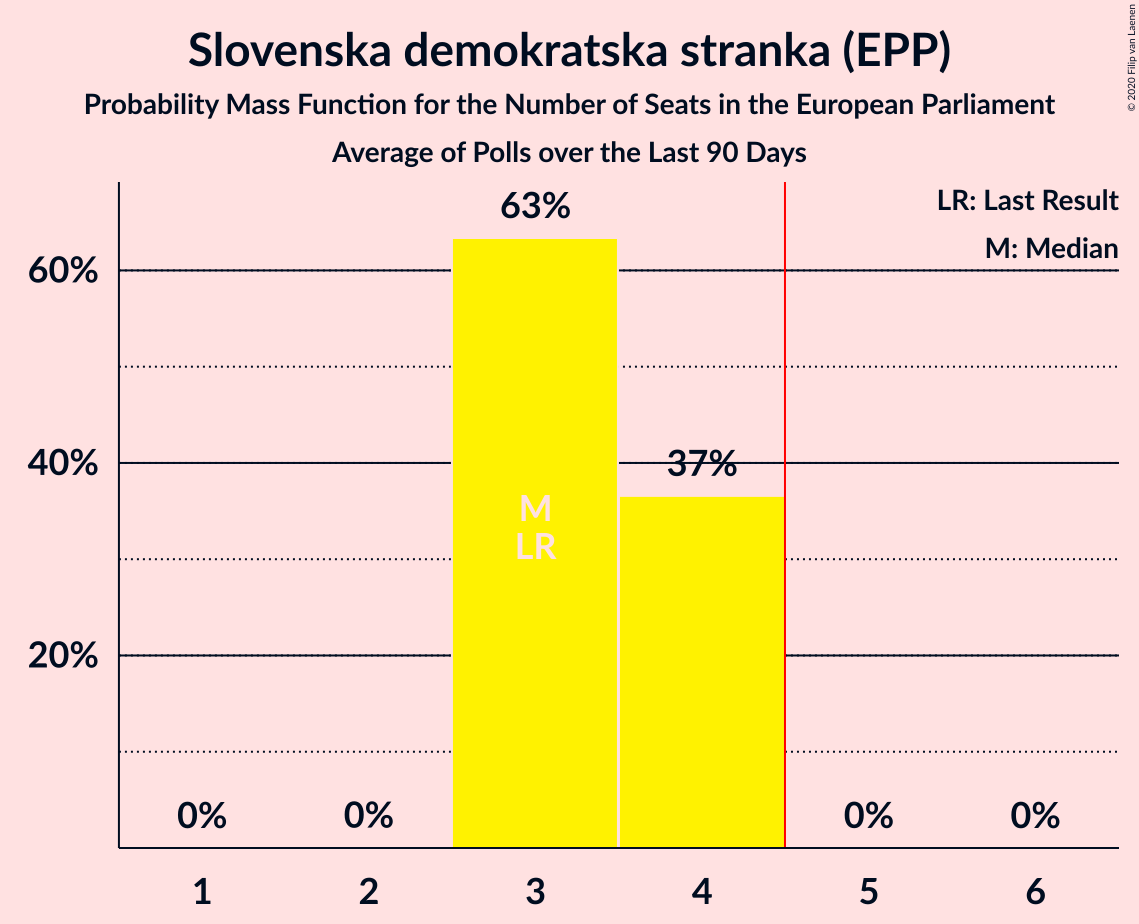 Slovenska demokratska stranka (EPP)
Probability Mass Function for the Number of Seats in the European Parliament
Average of Polls over the Last 90 Days
© 2020 Filip van Laenen
LR: Last Result
M: Median
63%
60%
40%
37%
M
LR
20%
0%
0%
0%
0%
1
2
3
4
5
6